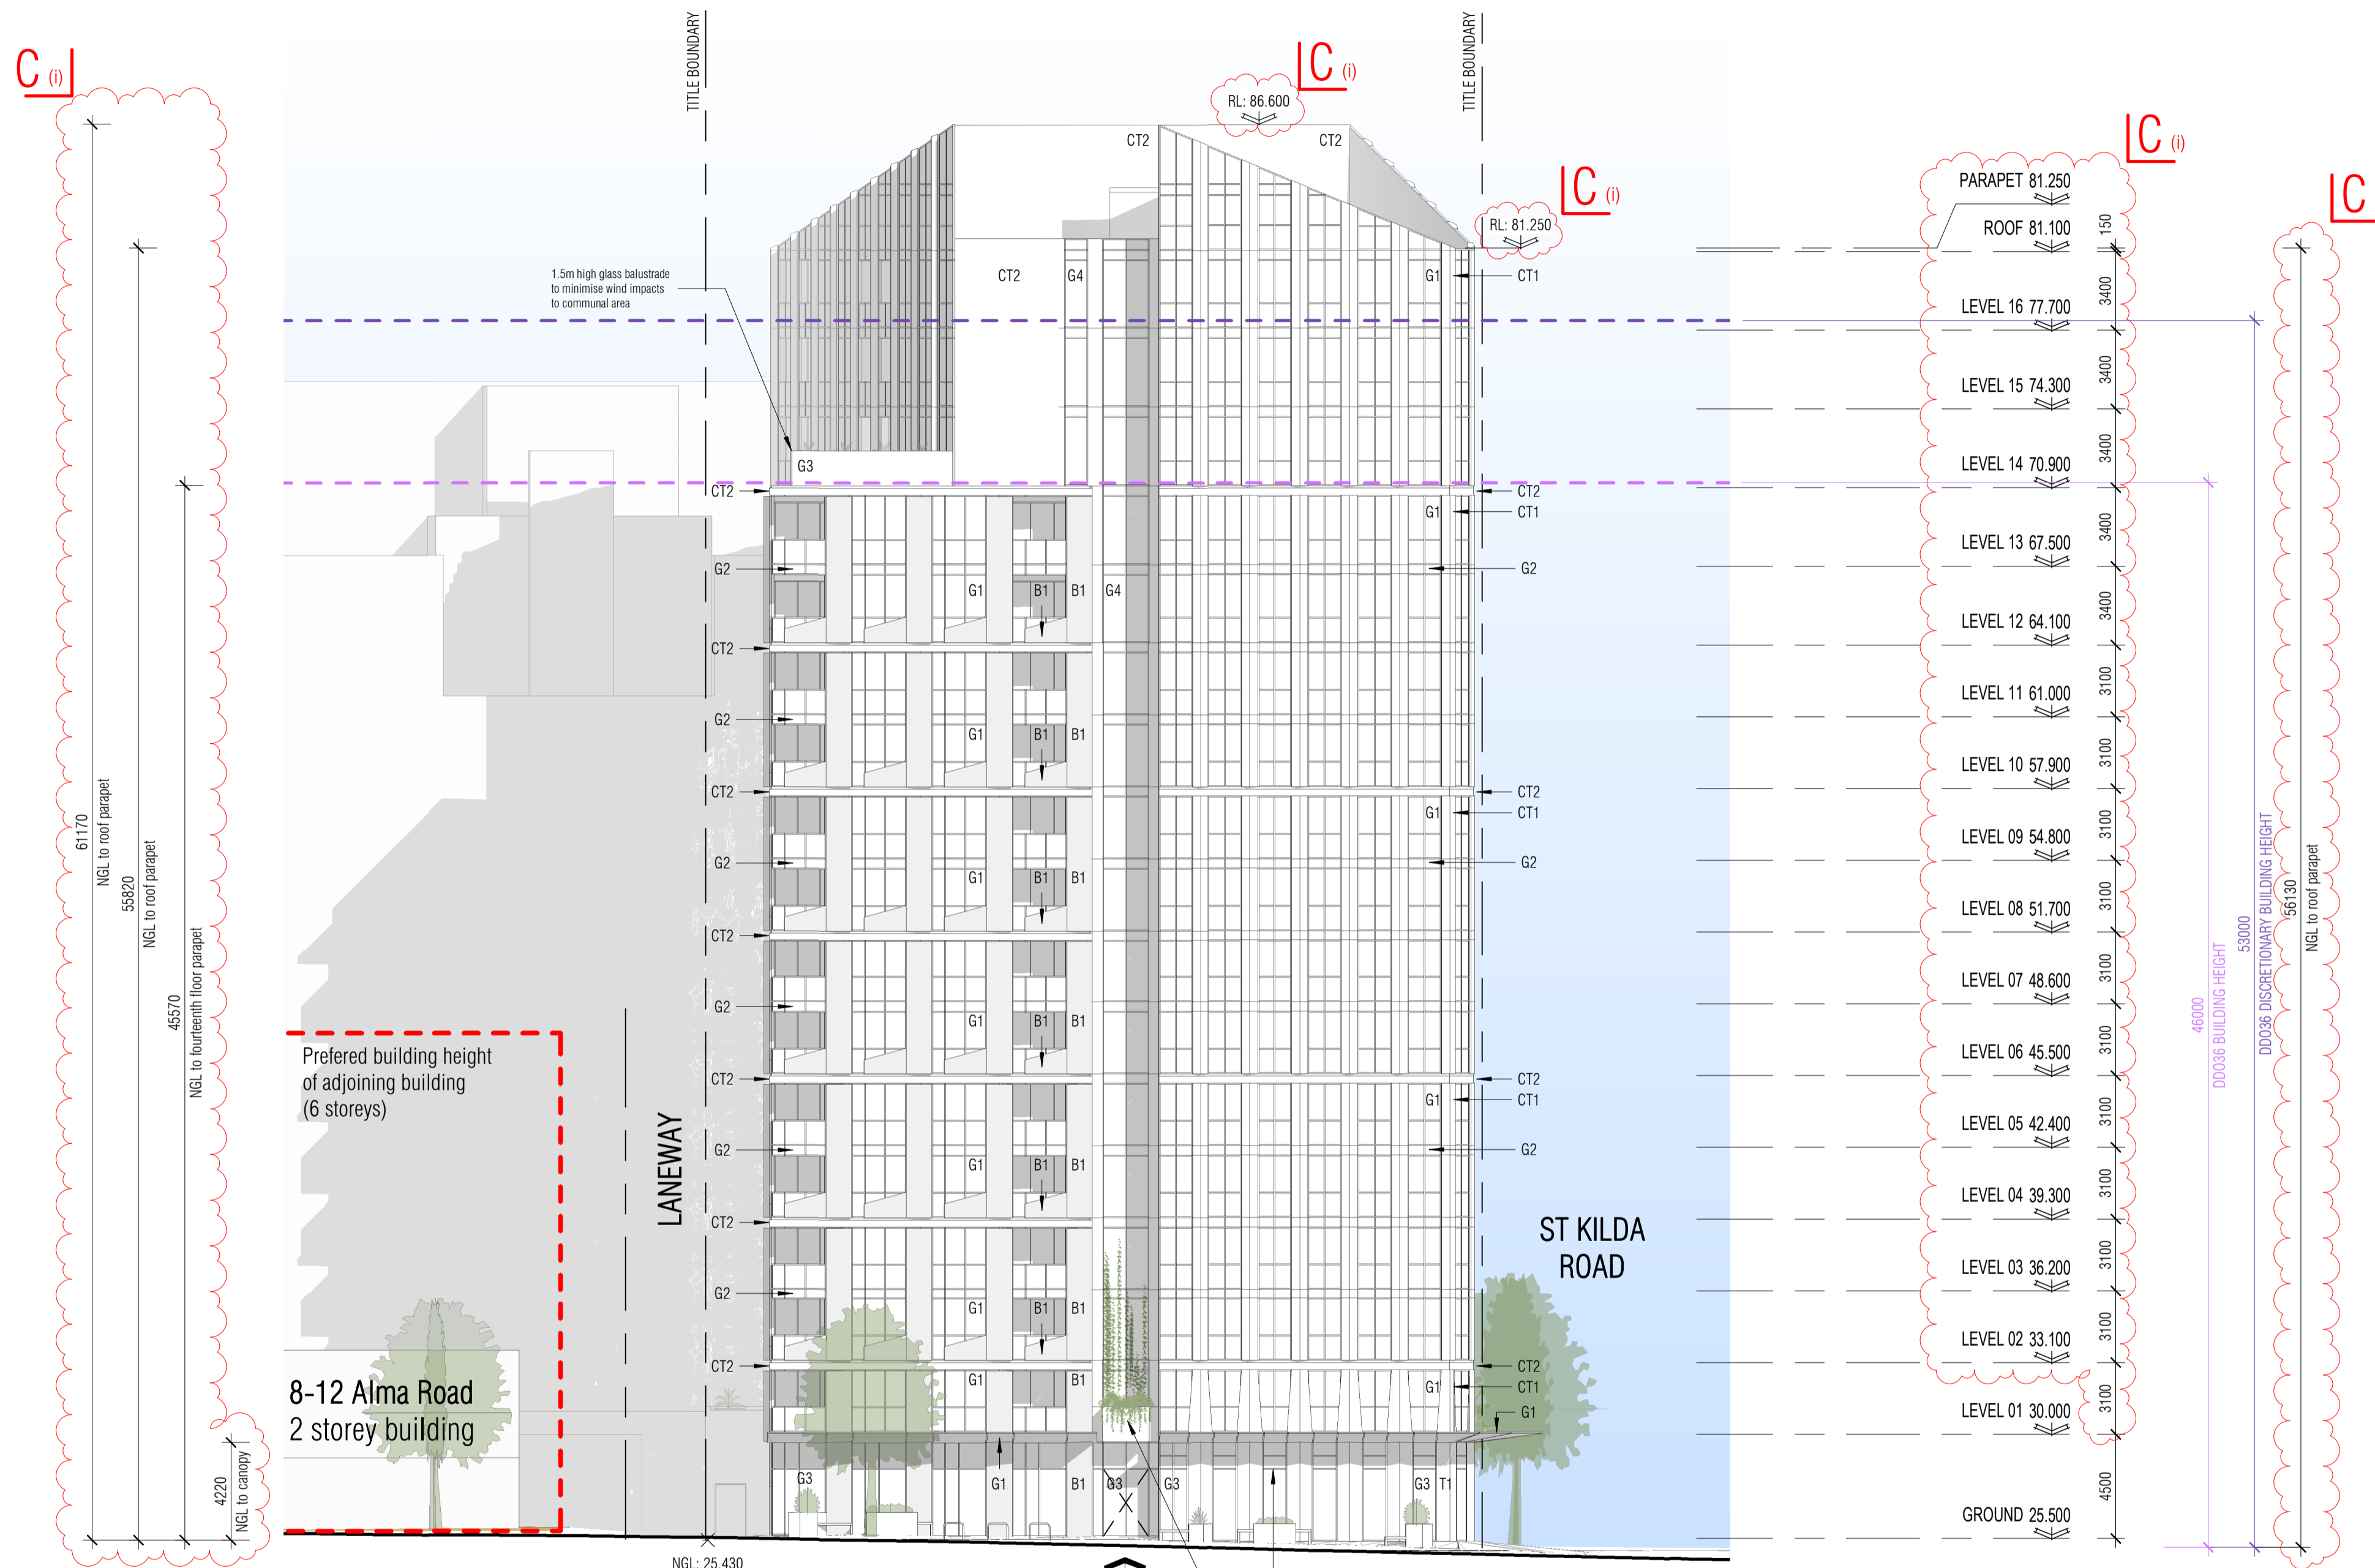 C (i)
TITLE BOUNDARY
C (i)
TITLE BOUNDARY
RL: 86.600
CT2
CT2
C (i)
C (i)
C
RL: 81.250
PARAPET 81.250
ROOF 81.100
150
1.5m high glass balustrade
to minimise wind impacts
to communal area
CT2
G4
G1
CT1
3400
LEVEL 16 77.700
3400
LEVEL 15 74.300
3400
LEVEL 14 70.900
G3
CT2
CT2
G1
CT1
3400
LEVEL 13 67.500
G2
G1
B1
B1
G4
G2
3400
LEVEL 12 64.100
CT2
3100
LEVEL 11 61.000
G2
G1
B1
B1
3100
LEVEL 10 57.900
CT2
CT2
G1
CT1
3100
LEVEL 09 54.800
G2
G1
B1
B1
G2
3100
LEVEL 08 51.700
CT2
3100
LEVEL 07 48.600
G2
G1
B1
B1
3100
LEVEL 06 45.500
CT2
CT2
G1
CT1
3100
LEVEL 05 42.400
G2
G1
B1
B1
G2
3100
LEVEL 04 39.300
CT2
3100
LEVEL 03 36.200
G2
G1
B1
B1
3100
LEVEL 02 33.100
CT2
CT2
G1
B1
G1
CT1
G1
3100
LEVEL 01 30.000
G3
G1
B1
G3
G3
G3
T1
4500
GROUND 25.500
61170
NGL to roof parapet
55820
NGL to roof parapet
45570
NGL to fourteenth floor parapet
4220
NGL to canopy
Prefered building height
of adjoining building
(6 storeys)
8-12 Alma Road
2 storey building
LANEWAY
ST KILDA
ROAD
46000
DDO36 BUILDING HEIGHT
53000
DDO36 DISCRETIONARY BUILDING HEIGHT
56130
NGL to roof parapet
NGL: 25.430